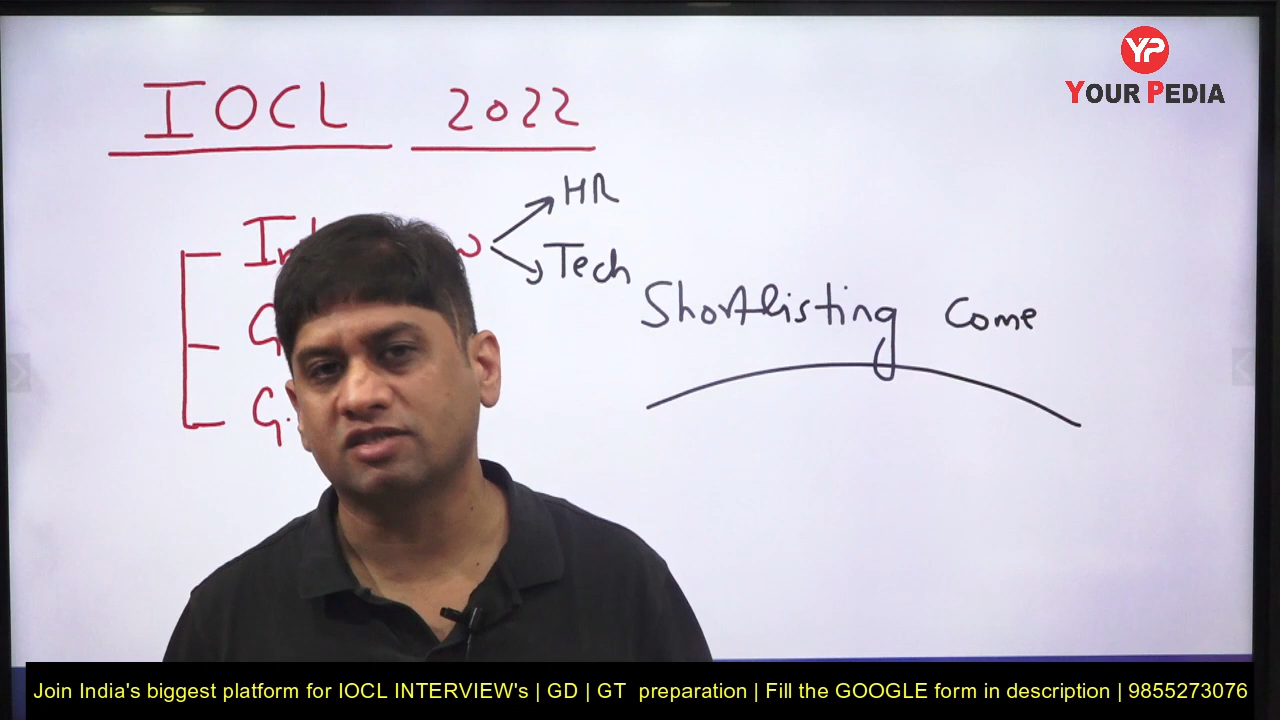 YP
YOUR PEDIA
IOCL 2022
HR
Tech
Shortlisting Come
Join India's biggest platform for IOCL INTERVIEW's | GD | GT preparation | Fill the GOOGLE form in description | 9855273076